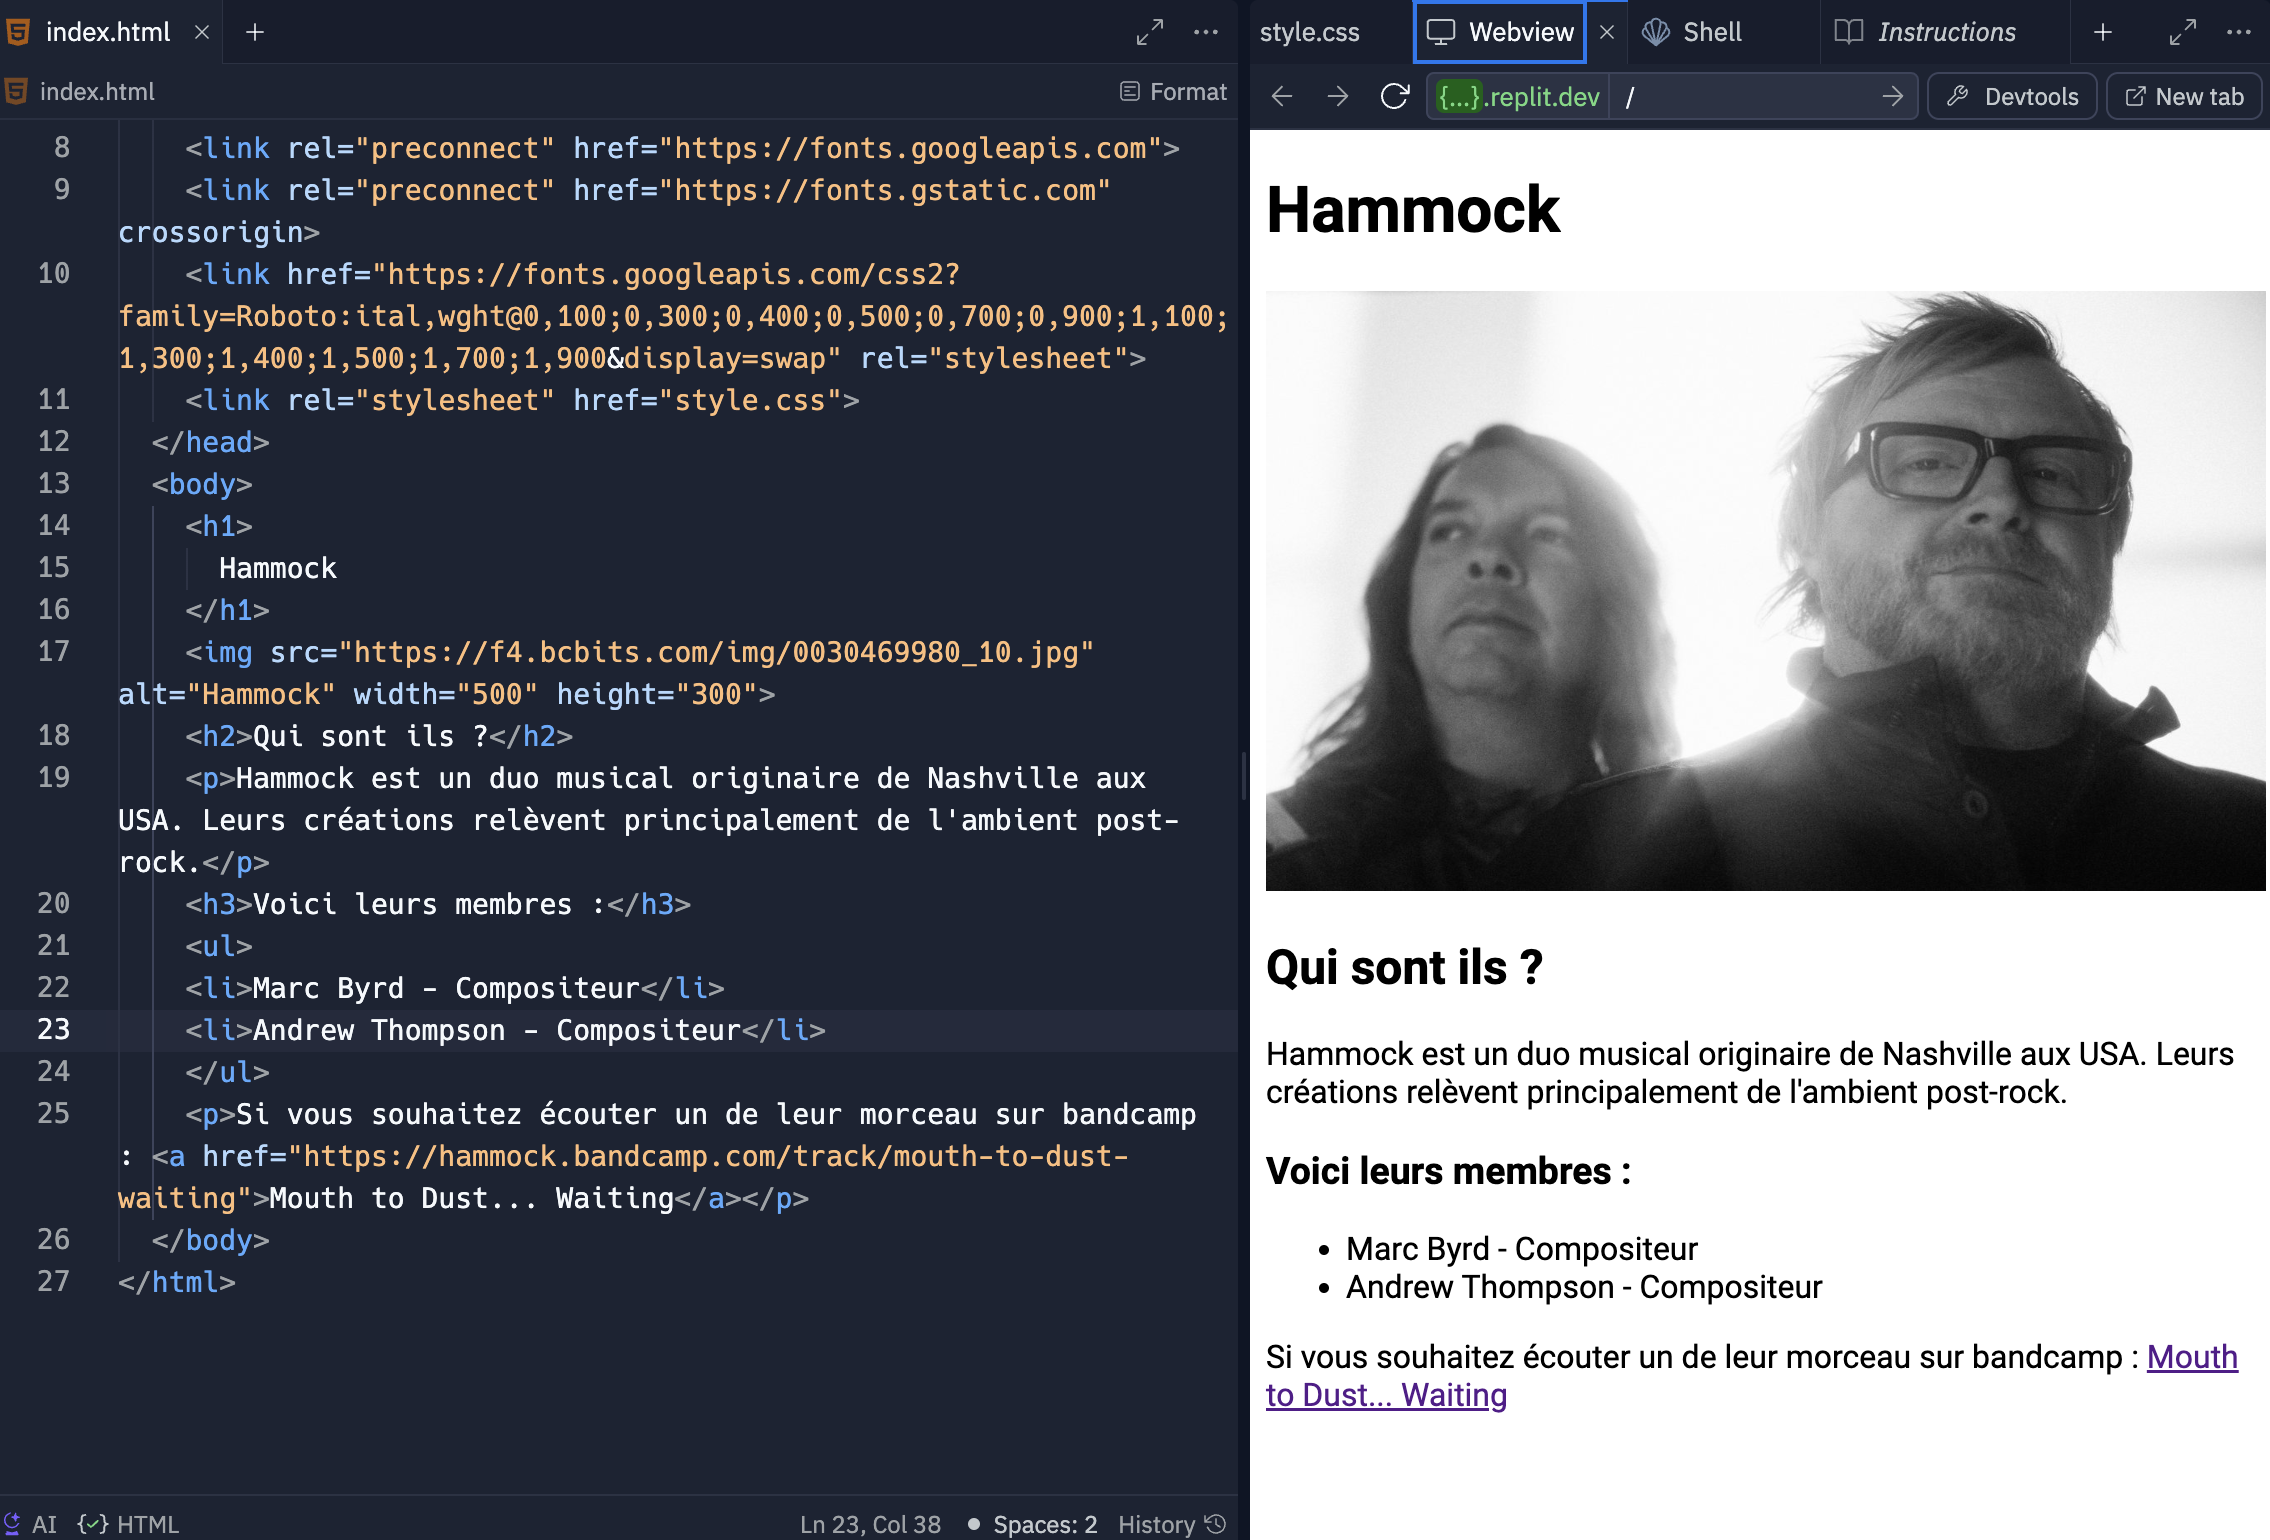 index.html
style.css
Webview
Shell
Instructions
index.html
Format
{...}.replit.dev
/
Devtools
New tab
8 <link rel="preconnect" href="https://fonts.googleapis.com">
9 <link rel="preconnect" href="https://fonts.gstatic.com"
crossorigin>
10 <link href="https://fonts.googleapis.com/css2?
family=Roboto:ital,wght@0,100;0,300;0,400;0,500;0,700;0,900;1,100;
1,300;1,400;1,500;1,700;1,900&display=swap" rel="stylesheet">
11 <link rel="stylesheet" href="style.css">
12 </head>
13 <body>
14 <h1>
15 Hammock
16 </h1>
17 <img src="https://f4.bcbits.com/img/0030469980_10.jpg"
alt="Hammock" width="500" height="300">
18 <h2>Qui sont ils ?</h2>
19 <p>Hammock est un duo musical originaire de Nashville aux
USA. Leurs créations relèvent principalement de l'ambient post-
rock.</p>
20 <h3>Voici leurs membres :</h3>
21 <ul>
22 <li>Marc Byrd - Compositeur</li>
23 <li>Andrew Thompson - Compositeur</li>
24 </ul>
25 <p>Si vous souhaitez écouter un de leur morceau sur bandcamp
: <a href="https://hammock.bandcamp.com/track/mouth-to-dust-
waiting">Mouth to Dust... Waiting</a></p>
26 </body>
27 </html>
AI
HTML
Ln 23, Col 38
Spaces: 2
History
Hammock
Qui sont ils ?
Hammock est un duo musical originaire de Nashville aux USA. Leurs
créations relèvent principalement de l'ambient post-rock.
Voici leurs membres :
• Marc Byrd - Compositeur
• Andrew Thompson - Compositeur
Si vous souhaitez écouter un de leur morceau sur bandcamp : Mouth
to Dust... Waiting